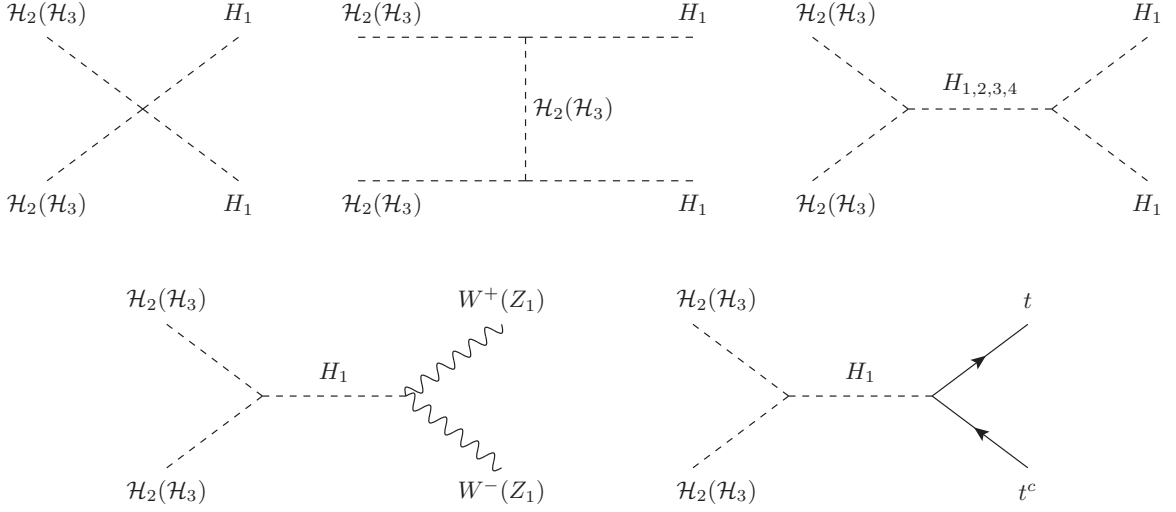 ℋ₂(ℋ₃) H₁ ℋ₂(ℋ₃) H₁ ℋ₂(ℋ₃) H₁
H₁,₂,₃,₄
ℋ₂(ℋ₃)
ℋ₂(ℋ₃) H₁ ℋ₂(ℋ₃) H₁ ℋ₂(ℋ₃) H₁
ℋ₂(ℋ₃) W⁺(Z₁) ℋ₂(ℋ₃) t
H₁ H₁
ℋ₂(ℋ₃) W⁻(Z₁) ℋ₂(ℋ₃) tᶜ